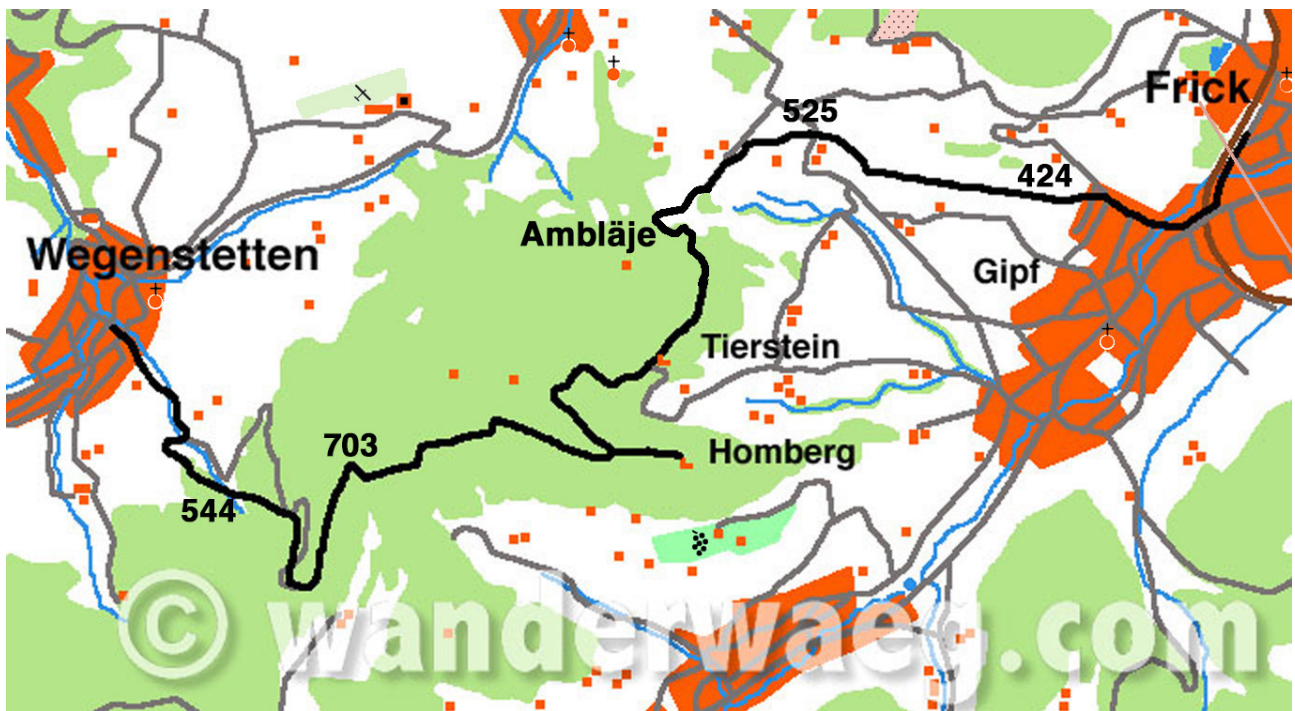 Frick
525
424
Ambläje
Wegenstetten
Gipf
Tierstein
703
Homberg
544
© wanderwaeg.com